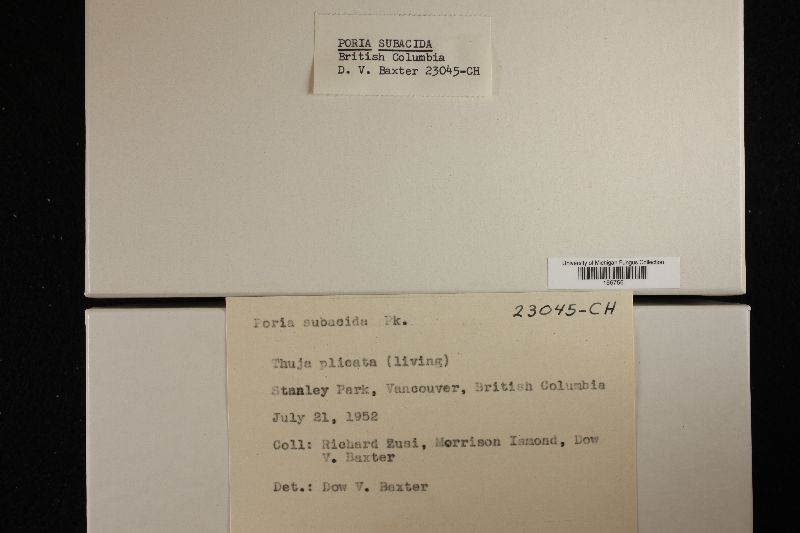 PORIA SUBACIDA
British Columbia
D. V. Baxter 23045-CH
University of Michigan Fungus Collection
23045-CH
Poria subacida Pk.
Thuja plicata (living)
Stanley Park, Vancouver, British Columbia
July 21, 1952
Coll: Richard Zusi, Morrison Ismond, Dow
V. Baxter
Det.: Dow V. Baxter